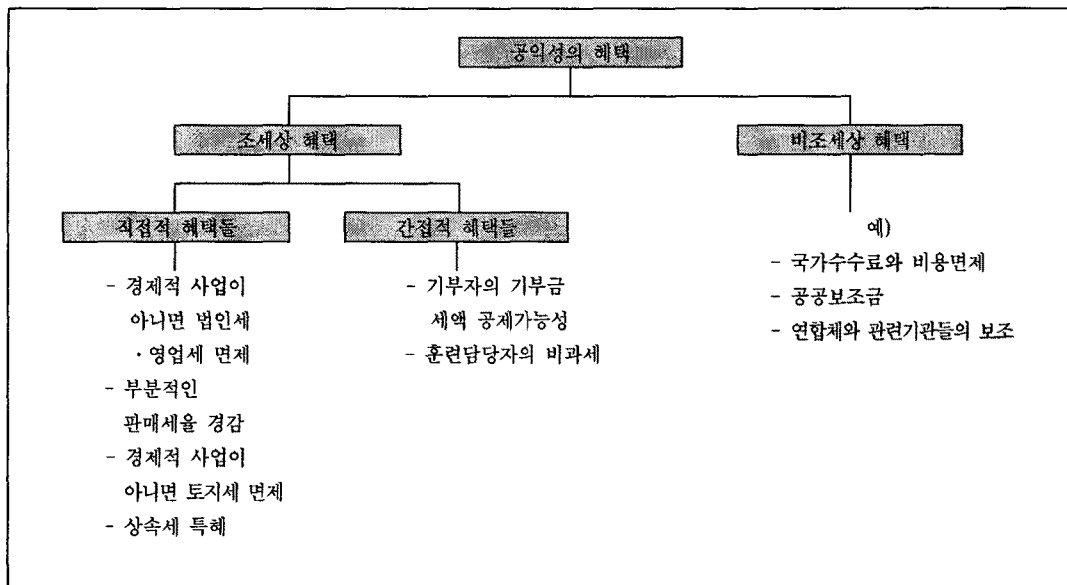 공익성의 혜택
조세상 혜택
비조세상 혜택
직접적 혜택들
간접적 혜택들
- 경제적 사업이
아니면 법인세
·영업세 면제
- 부분적인
판매세율 경감
- 경제적 사업이
아니면 토지세 면제
- 상속세 특혜
- 기부자의 기부금
세액 공제가능성
- 훈련담당자의 비과세
예)
- 국가수수료와 비용면제
- 공공보조금
- 연합체와 관련기관들의 보조